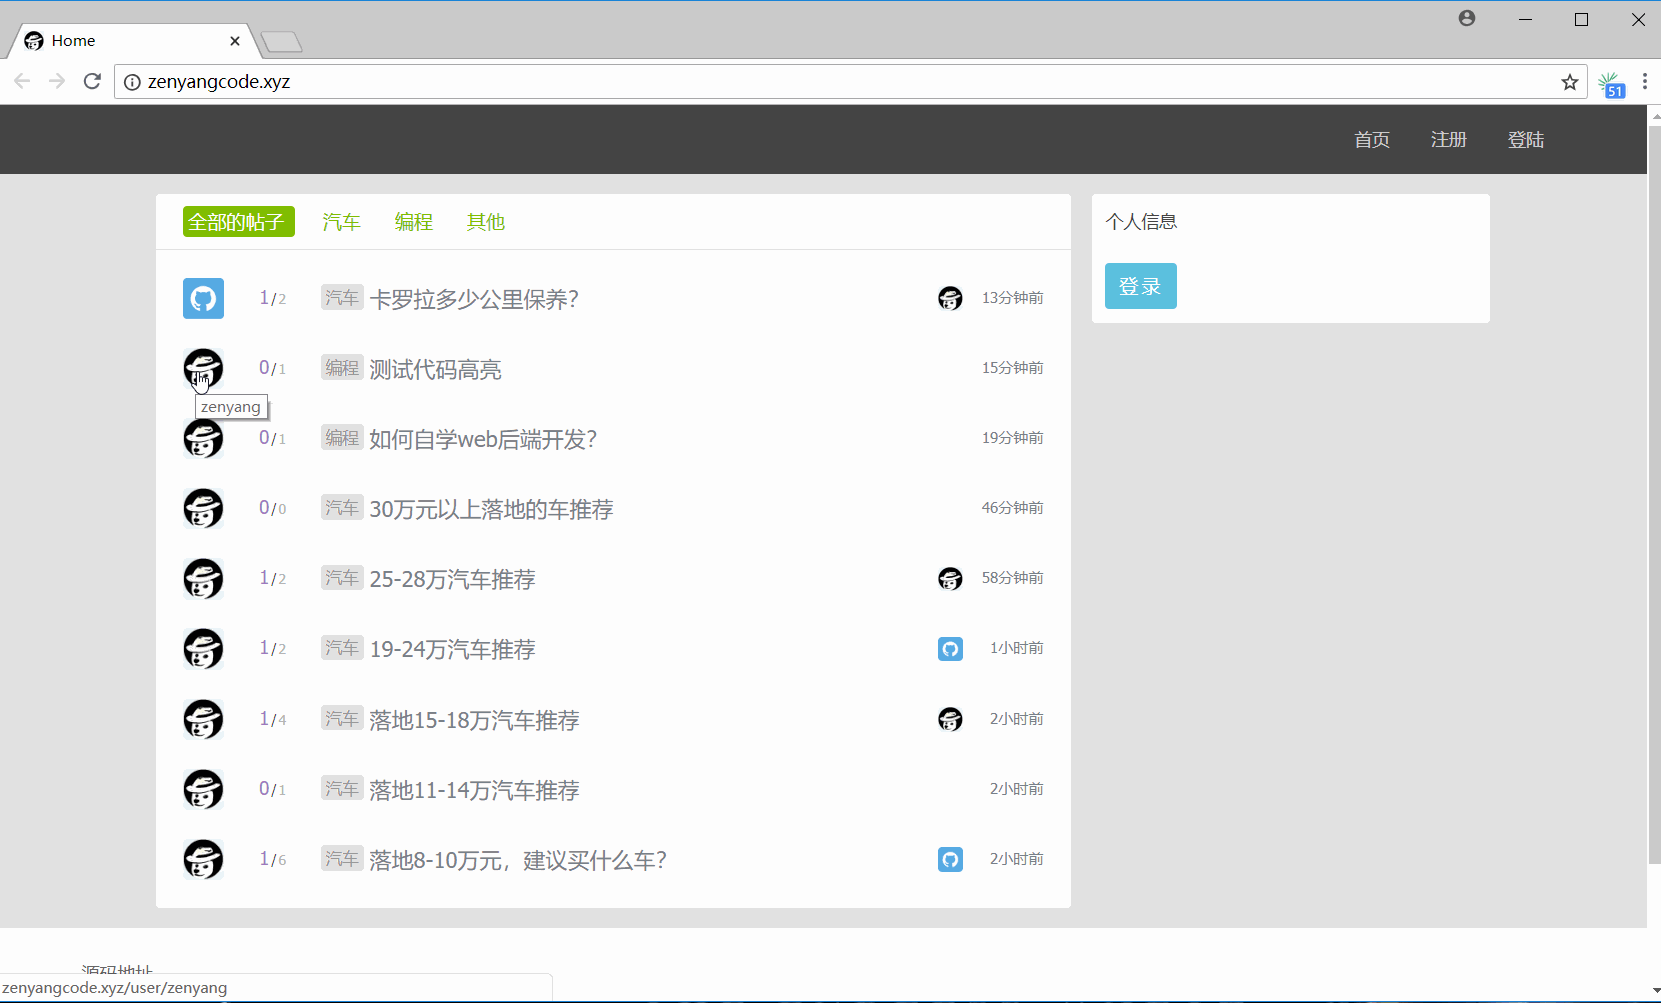 Home
zenyangcode.xyz
51
首页 注册 登陆
全部的帖子 汽车 编程 其他
个人信息
登录
1/2 汽车 卡罗拉多少公里保养? 13分钟前
0/1 编程 测试代码高亮 15分钟前
zenyang
0/1 编程 如何自学web后端开发? 19分钟前
0/0 汽车 30万元以上落地的车推荐 46分钟前
1/2 汽车 25-28万汽车推荐 58分钟前
1/2 汽车 19-24万汽车推荐 1小时前
1/4 汽车 落地15-18万汽车推荐 2小时前
0/1 汽车 落地11-14万汽车推荐 2小时前
1/6 汽车 落地8-10万元，建议买什么车? 2小时前
源码地址
zenyangcode.xyz/user/zenyang